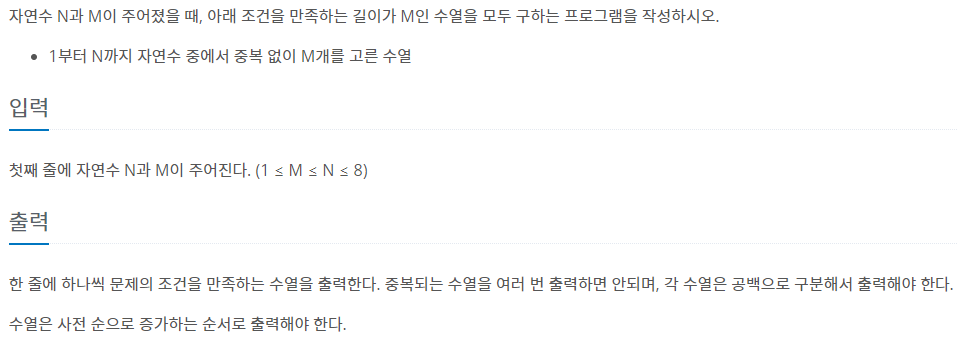 자연수 N과 M이 주어졌을 때, 아래 조건을 만족하는 길이가 M인 수열을 모두 구하는 프로그램을 작성하시오.
• 1부터 N까지 자연수 중에서 중복 없이 M개를 고른 수열
입력
첫째 줄에 자연수 N과 M이 주어진다. (1 ≤ M ≤ N ≤ 8)
출력
한 줄에 하나씩 문제의 조건을 만족하는 수열을 출력한다. 중복되는 수열을 여러 번 출력하면 안되며, 각 수열은 공백으로 구분해서 출력해야 한다.
수열은 사전 순으로 증가하는 순서로 출력해야 한다.